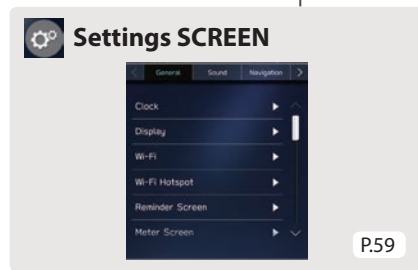 Settings SCREEN
General Sound Navigation
Clock
Display
Wi-Fi
Wi-Fi Hotspot
Reminder Screen
Meter Screen
P.59